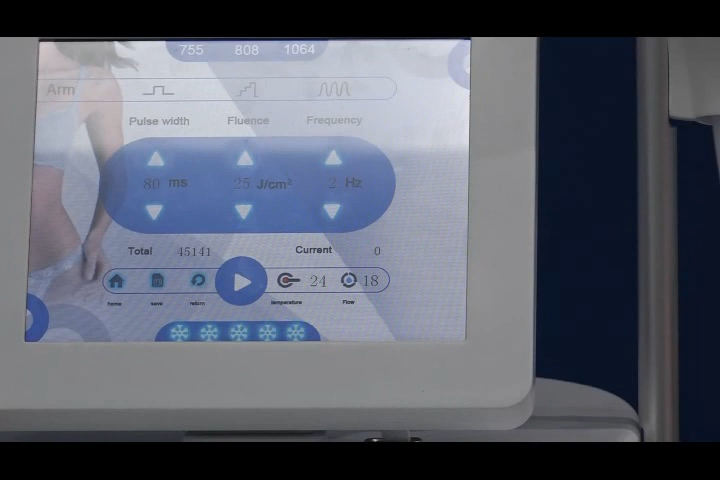 755 808 1064
Arm
Pulse width Fluence Frequency
80 ms 25 J/cm² 2 Hz
Total 45141 Current 0
24 18
home save return temperature Flow